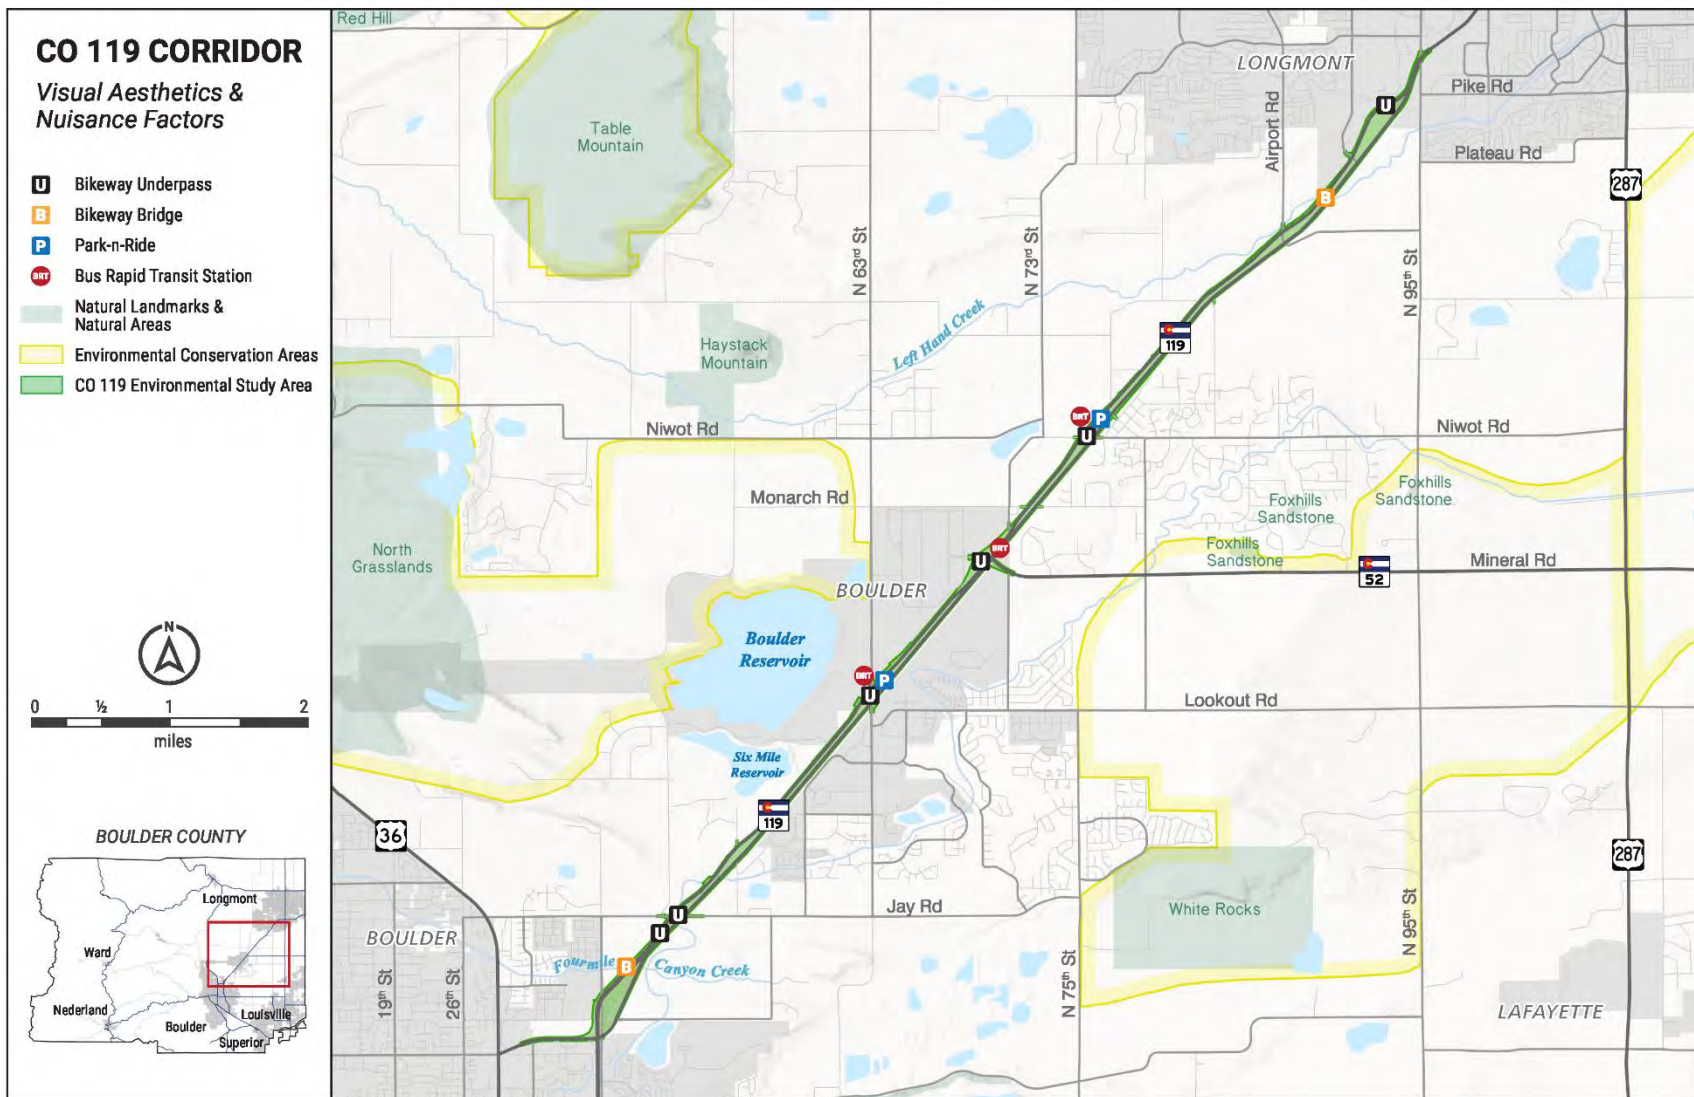 CO 119 CORRIDOR
Visual Aesthetics &
Nuisance Factors
U Bikeway Underpass
B Bikeway Bridge
P Park-n-Ride
BRT Bus Rapid Transit Station
Natural Landmarks &
Natural Areas
Environmental Conservation Areas
CO 119 Environmental Study Area
N
0 ½ 1 2
miles
BOULDER COUNTY
Longmont
Ward
Nederland
Boulder
Louisville
Superior
Red Hill
Table
Mountain
LONGMONT
Pike Rd
Airport Rd
Plateau Rd
U
287
B
N 63rd St
N 73rd St
N 95th St
Left Hand Creek
119
Haystack
Mountain
BRT
P
U
Niwot Rd
Niwot Rd
Monarch Rd
Foxhills
Sandstone
Foxhills
Sandstone
Foxhills
Sandstone
North
Grasslands
BRT
U
Mineral Rd
52
BOULDER
Boulder
Reservoir
BRT
P
U
Lookout Rd
Six Mile
Reservoir
119
36
287
Jay Rd
White Rocks
U
U
BOULDER
B
Fourmile
Canyon Creek
19th St
26th St
N 75th St
N 95th St
LAFAYETTE